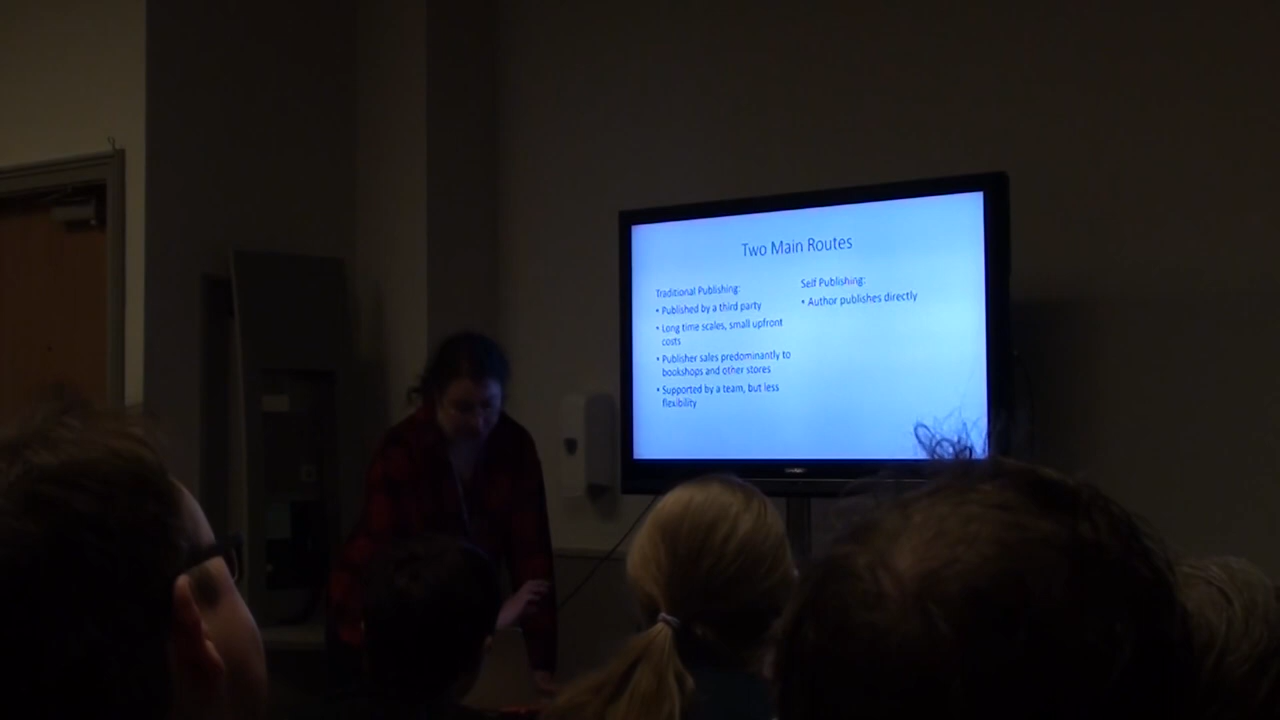 Two Main Routes
Traditional Publishing:
• Published by a third party
• Long time scales, small upfront
costs
• Publisher sales predominantly to
bookshops and other stores
• Supported by a team, but less
flexibility
Self Publishing:
• Author publishes directly